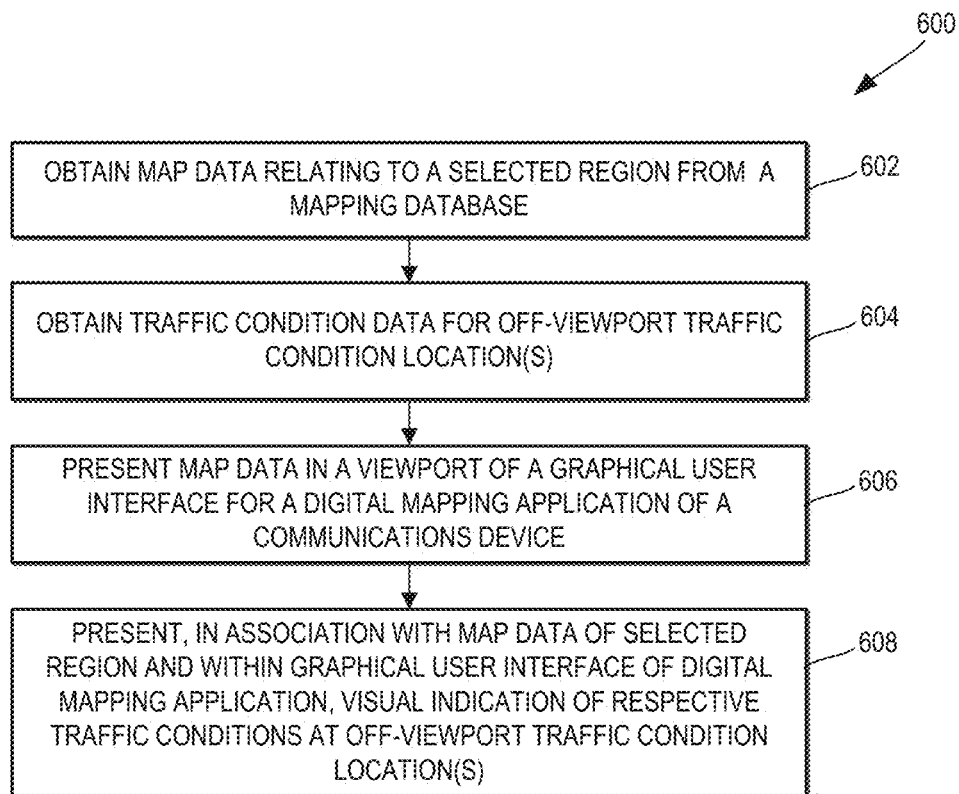 600
OBTAIN MAP DATA RELATING TO A SELECTED REGION FROM A
MAPPING DATABASE
602
OBTAIN TRAFFIC CONDITION DATA FOR OFF-VIEWPORT TRAFFIC
CONDITION LOCATION(S)
604
PRESENT MAP DATA IN A VIEWPORT OF A GRAPHICAL USER
INTERFACE FOR A DIGITAL MAPPING APPLICATION OF A
COMMUNICATIONS DEVICE
606
PRESENT, IN ASSOCIATION WITH MAP DATA OF SELECTED
REGION AND WITHIN GRAPHICAL USER INTERFACE OF DIGITAL
MAPPING APPLICATION, VISUAL INDICATION OF RESPECTIVE
TRAFFIC CONDITIONS AT OFF-VIEWPORT TRAFFIC CONDITION
LOCATION(S)
608